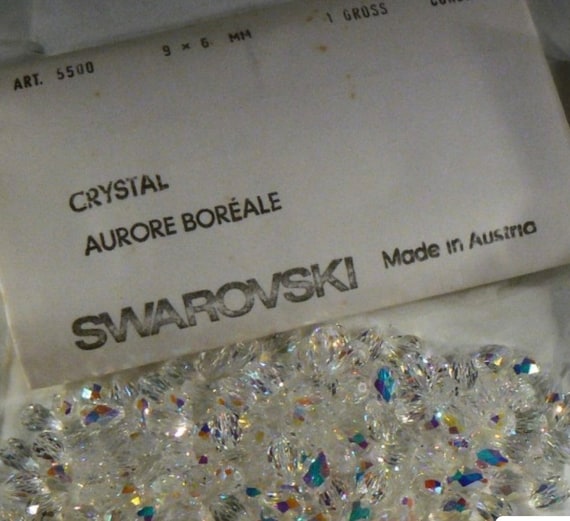 ART. 5500 9 × 6 MM 1 GROSS
CRYSTAL
AURORE BORÉALE
SWAROVSKI Made in Austria